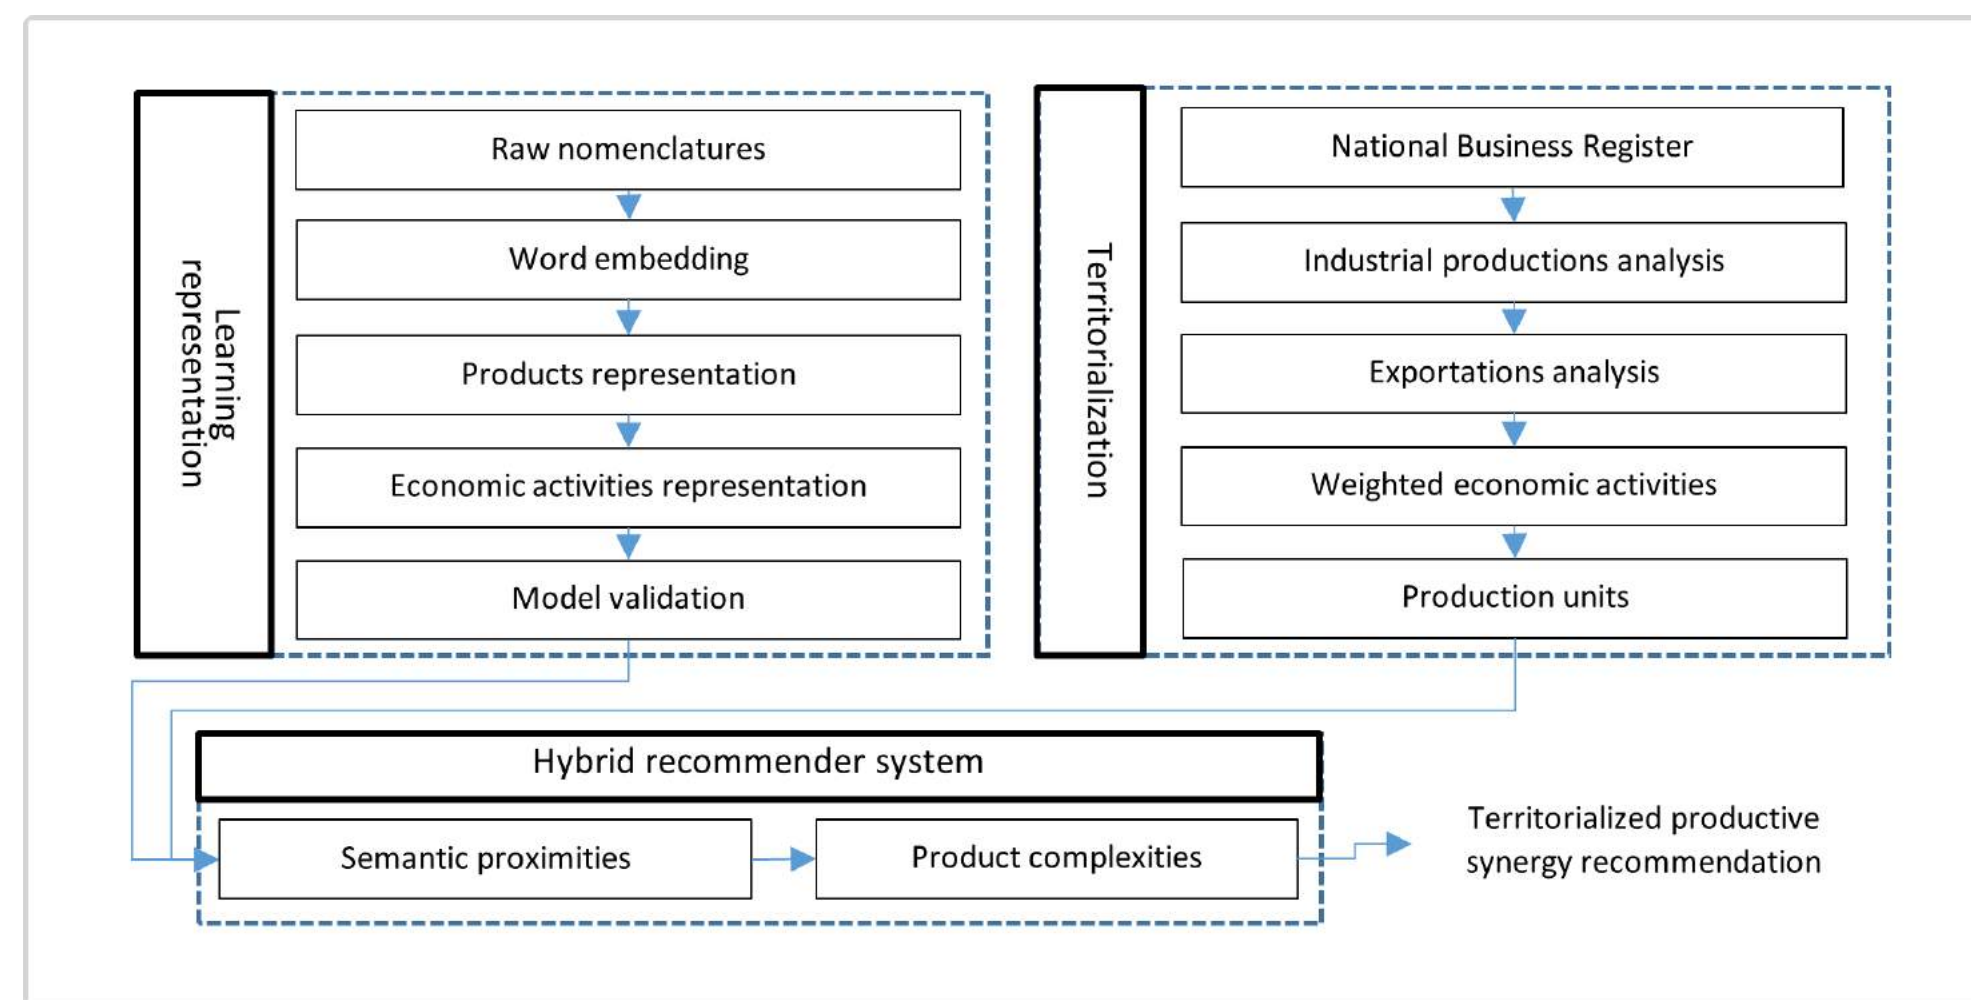 Learning
representation
Raw nomenclatures
Word embedding
Products representation
Economic activities representation
Model validation
Territorialization
National Business Register
Industrial productions analysis
Exportations analysis
Weighted economic activities
Production units
Hybrid recommender system
Semantic proximities
Product complexities
Territorialized productive
synergy recommendation